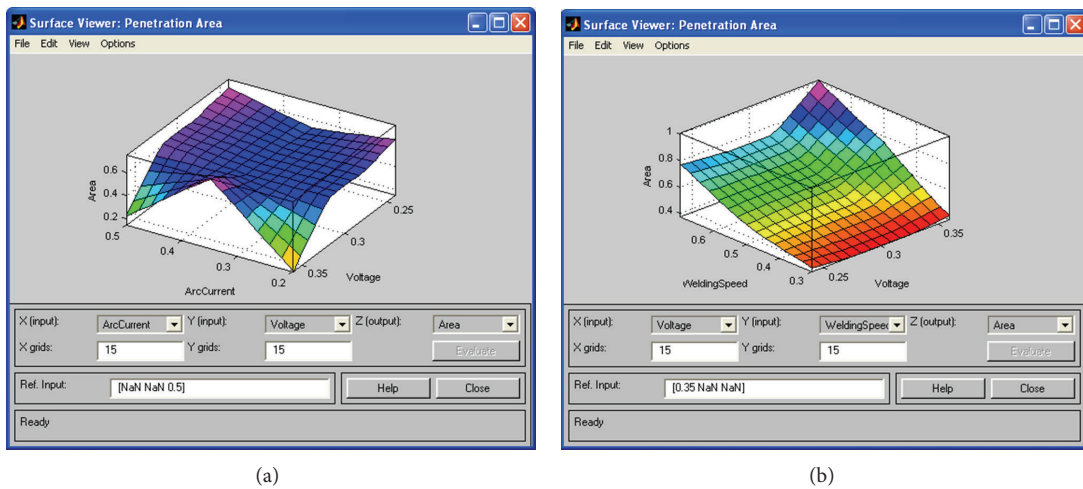 Surface Viewer: Penetration Area
File Edit View Options
0.6
0.4
0.2
Area
0.5
0.4
0.3
0.2
ArcCurrent
0.25
0.3
0.35
Voltage
X (input): ArcCurrent Y (input): Voltage Z (output): Area
X grids: 15 Y grids: 15 Evaluate
Ref. Input: [NaN NaN 0.5] Help Close
Ready
(a)
Surface Viewer: Penetration Area
File Edit View Options
1
0.8
0.6
0.4
Area
0.6
0.5
0.4
0.3
WeldingSpeed
0.35
0.3
0.25
Voltage
X (input): Voltage Y (input): WeldingSpeed Z (output): Area
X grids: 15 Y grids: 15 Evaluate
Ref. Input: [0.35 NaN NaN] Help Close
Ready
(b)